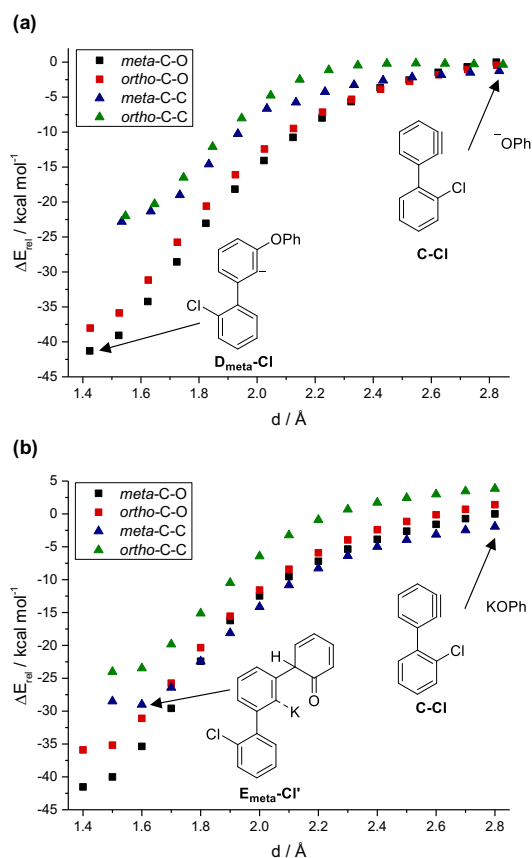 (a)
0
-5
-10
-15
-20
-25
-30
-35
-40
-45
ΔE_rel / kcal mol⁻¹
meta-C-O
ortho-C-O
meta-C-C
ortho-C-C
⁻OPh
Cl
C-Cl
OPh
−
Cl
D_meta-Cl
1.4 1.6 1.8 2.0 2.2 2.4 2.6 2.8
d / Å
(b)
5
0
-5
-10
-15
-20
-25
-30
-35
-40
-45
ΔE_rel / kcal mol⁻¹
meta-C-O
ortho-C-O
meta-C-C
ortho-C-C
KOPh
Cl
C-Cl
H
O
K
Cl
E_meta-Cl'
1.4 1.6 1.8 2.0 2.2 2.4 2.6 2.8
d / Å